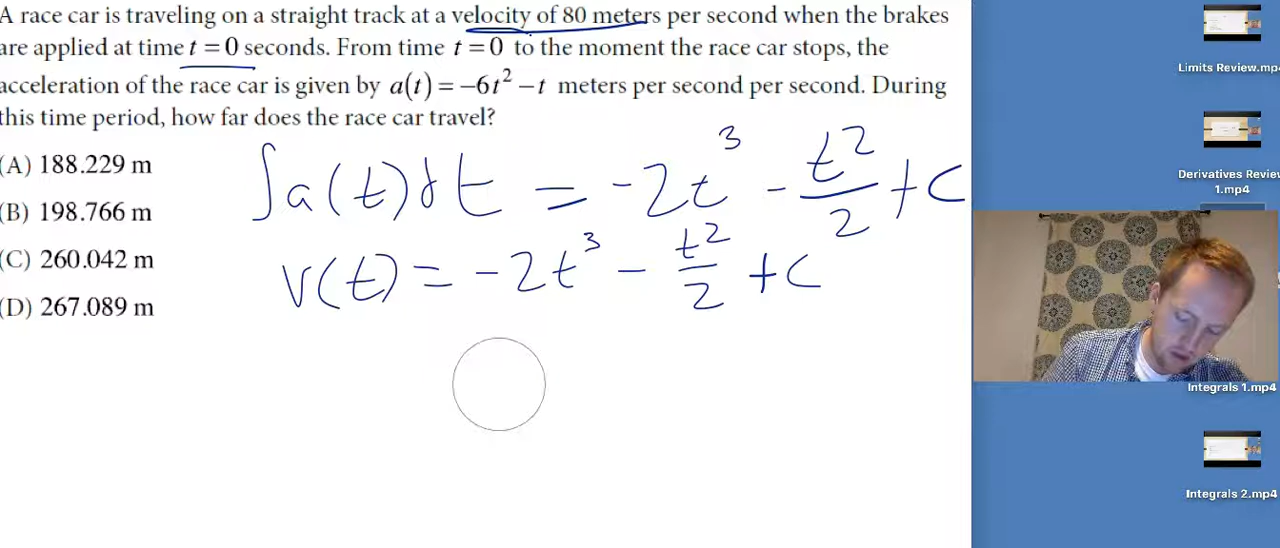 A race car is traveling on a straight track at a velocity of 80 meters per second when the brakes
are applied at time t = 0 seconds. From time t = 0 to the moment the race car stops, the
acceleration of the race car is given by a(t) = −6t² − t meters per second per second. During
this time period, how far does the race car travel?
(A) 188.229 m
(B) 198.766 m
(C) 260.042 m
(D) 267.089 m
∫a(t)dt = -2t³ - t²/2 + C
v(t) = -2t³ - t²/2 + C
Limits Review.mp4
Derivatives Review
1.mp4
Integrals 1.mp4
Integrals 2.mp4